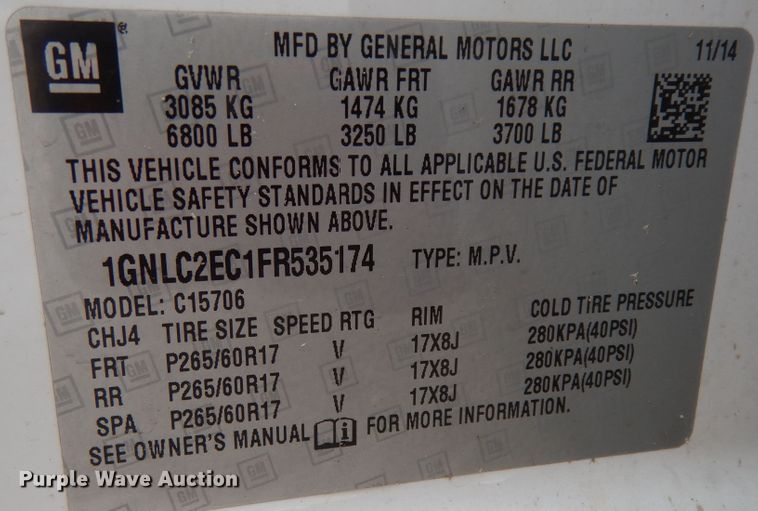 GM
MFD BY GENERAL MOTORS LLC 11/14
GVWR GAWR FRT GAWR RR
3085 KG 1474 KG 1678 KG
6800 LB 3250 LB 3700 LB
THIS VEHICLE CONFORMS TO ALL APPLICABLE U.S. FEDERAL MOTOR
VEHICLE SAFETY STANDARDS IN EFFECT ON THE DATE OF
MANUFACTURE SHOWN ABOVE.
1GNLC2EC1FR535174 TYPE: M.P.V.
MODEL: C15706
CHJ4 TIRE SIZE SPEED RTG RIM COLD TIRE PRESSURE
FRT P265/60R17 V 17X8J 280KPA(40PSI)
RR P265/60R17 V 17X8J 280KPA(40PSI)
SPA P265/60R17 V 17X8J 280KPA(40PSI)
SEE OWNER'S MANUAL i FOR MORE INFORMATION.
Purple Wave Auction